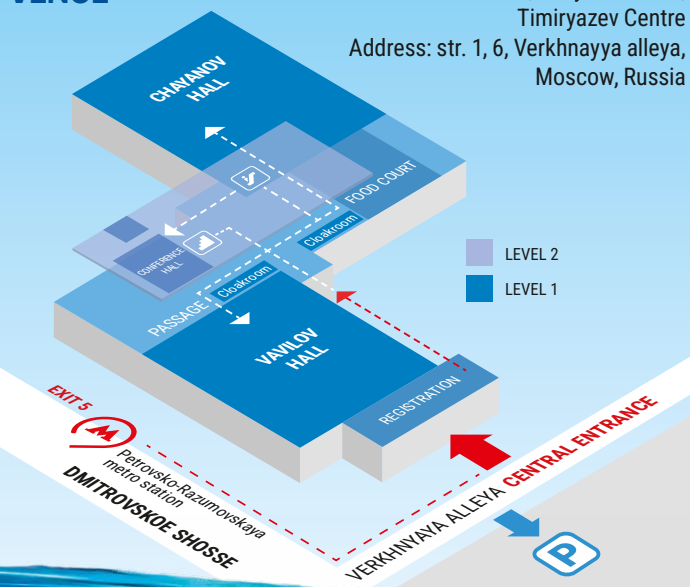 Timiryazev Centre
Address: str. 1, 6, Verkhnayya alleya,
Moscow, Russia
CHAYANOV
HALL
FOOD COURT
Cloakroom
CONFERENCE
HALL
Cloakroom
PASSAGE
VAVILOV
HALL
REGISTRATION
LEVEL 2
LEVEL 1
EXIT 5
Petrovsko-Razumovskaya
metro station
DMITROVSKOE SHOSSE
VERKHNYAYA ALLEYA CENTRAL ENTRANCE
P